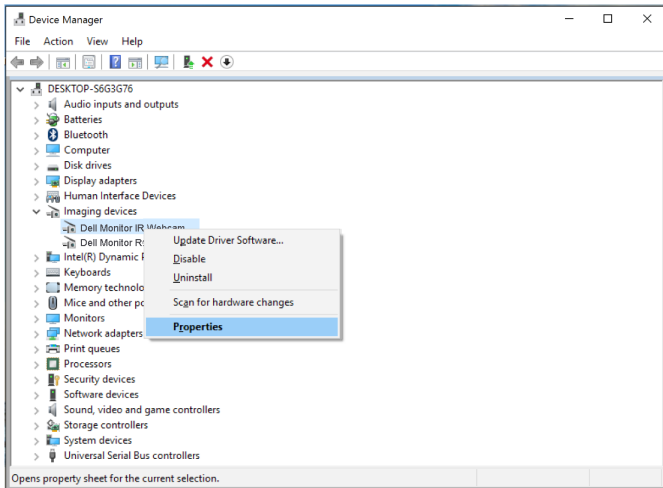 Device Manager
File Action View Help
DESKTOP-S6G3G76
Audio inputs and outputs
Batteries
Bluetooth
Computer
Disk drives
Display adapters
Human Interface Devices
Imaging devices
Dell Monitor IR Webcam
Dell Monitor
Intel(R) Dynamic
Keyboards
Memory
Mice and other
Monitors
Network adapters
Print queues
Processors
Security devices
Software devices
Sound, video and game controllers
Storage controllers
System devices
Universal Serial Bus controllers
Update Driver Software...
Disable
Uninstall
Scan for hardware changes
Properties
Opens property sheet for the current selection.